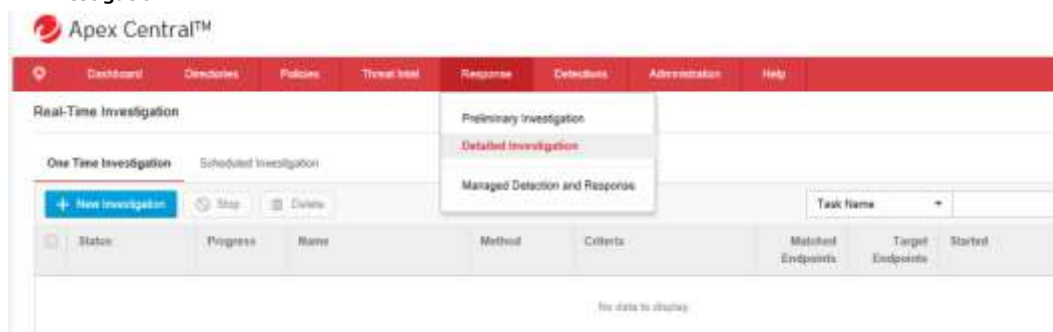 Apex Central™
Dashboard Directories Policies Threat Intel Response Detections Administration Help
Real-Time Investigation
Preliminary Investigation
Detailed Investigation
One Time Investigation Scheduled Investigation
Managed Detection and Response
+ New Investigation Stop Delete Task Name
Status Progress Name Method Criteria Matched Endpoints Target Endpoints Started
No data to display